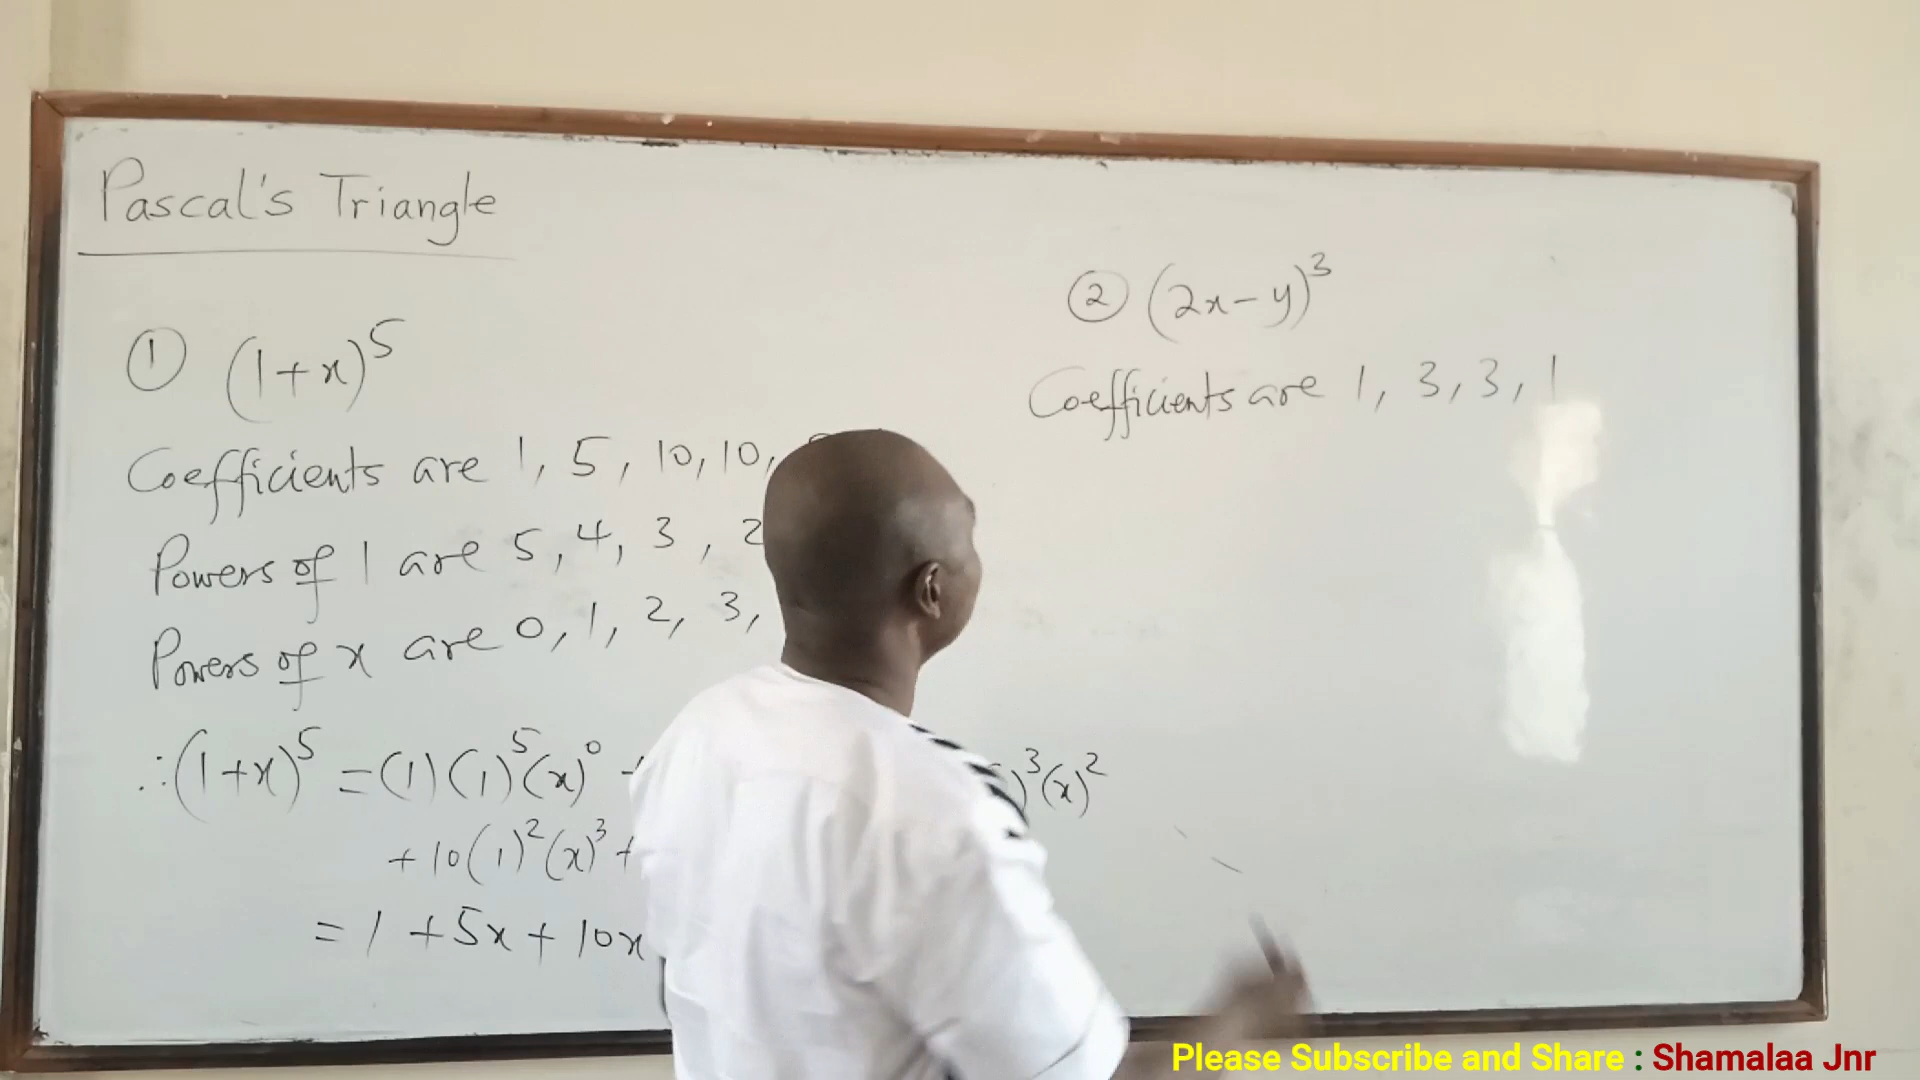 Pascal's Triangle
① (1+x)⁵
Coefficients are 1, 5, 10, 10,
Powers of 1 are 5, 4, 3, 2
Powers of x are 0, 1, 2, 3,
∴(1+x)⁵ = (1)(1)⁵(x)⁰ )³(x)²
+10(1)²(x)³ +
= 1 + 5x + 10x
② (2x-y)³
Coefficients are 1, 3, 3, 1
Please Subscribe and Share : Shamalaa Jnr